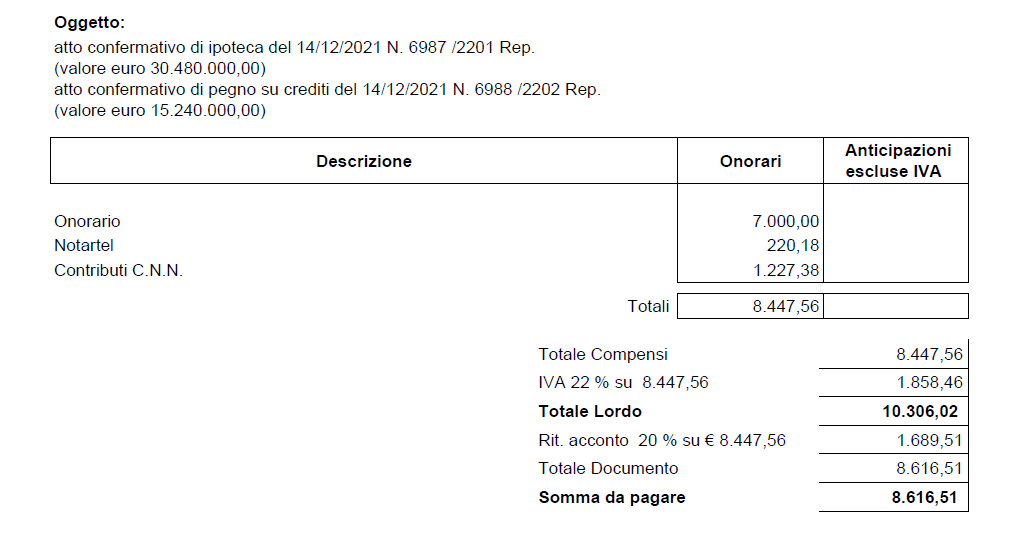 Oggetto:
atto confermativo di ipoteca del 14/12/2021 N. 6987 /2201 Rep.
(valore euro 30.480.000,00)
atto confermativo di pegno su crediti del 14/12/2021 N. 6988 /2202 Rep.
(valore euro 15.240.000,00)
Descrizione Onorari Anticipazioni
escluse IVA
Onorario 7.000,00
Notartel 220,18
Contributi C.N.N. 1.227,38
Totali 8.447,56
Totale Compensi 8.447,56
IVA 22 % su 8.447,56 1.858,46
Totale Lordo 10.306,02
Rit. acconto 20 % su € 8.447,56 1.689,51
Totale Documento 8.616,51
Somma da pagare 8.616,51